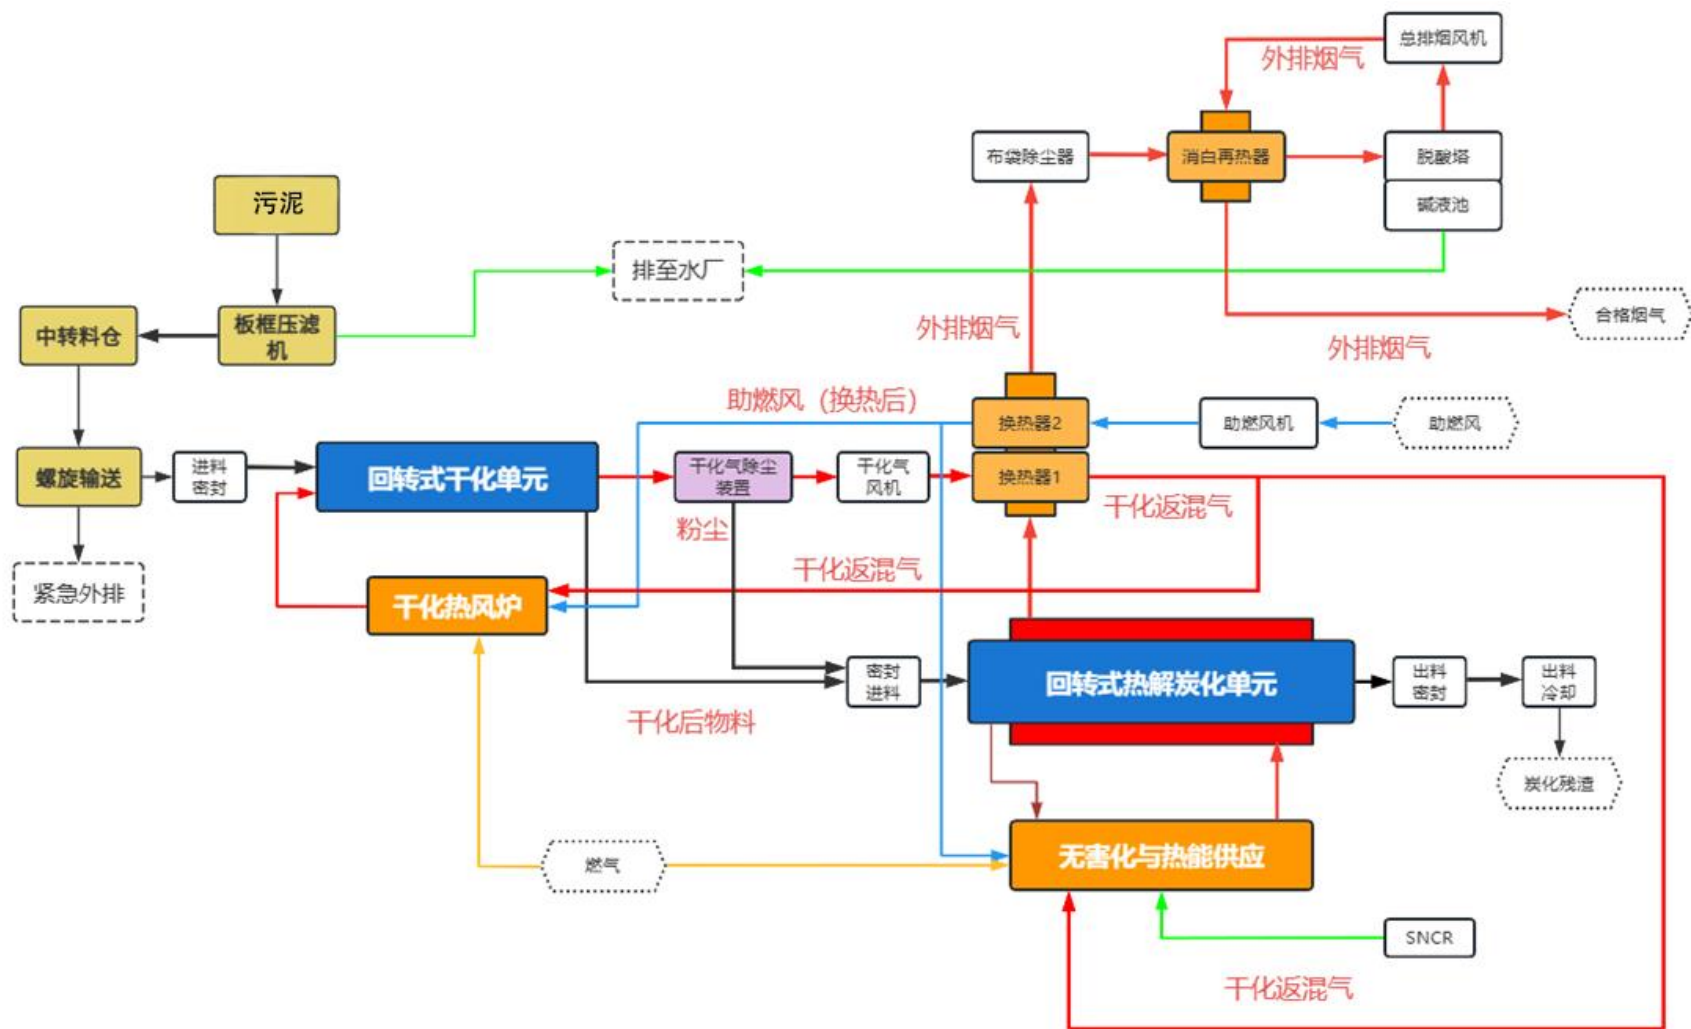 总排烟风机
外排烟气
布袋除尘器
消白再热器
脱酸塔
碱液池
污泥
排至水厂
中转料仓
板框压滤
机
外排烟气
合格烟气
外排烟气
助燃风（换热后）
换热器2
助燃风机
助燃风
螺旋输送
进料
密封
回转式干化单元
干化气除尘
装置
干化气
风机
换热器1
干化返混气
粉尘
紧急外排
干化热风炉
干化返混气
密封
进料
回转式热解炭化单元
出料
密封
出料
冷却
干化后物料
炭化残渣
燃气
无害化与热能供应
SNCR
干化返混气